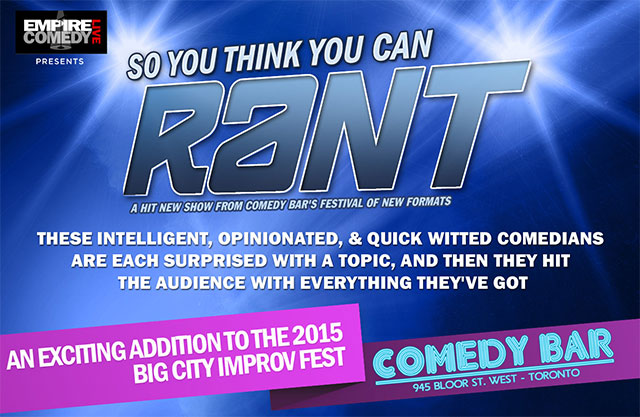 EMPIRE
COMEDY
LIVE
PRESENTS
SO YOU THINK YOU CAN
RANT
A HIT NEW SHOW FROM COMEDY BAR'S FESTIVAL OF NEW FORMATS
THESE INTELLIGENT, OPINIONATED, & QUICK WITTED COMEDIANS
ARE EACH SURPRISED WITH A TOPIC, AND THEN THEY HIT
THE AUDIENCE WITH EVERYTHING THEY'VE GOT
AN EXCITING ADDITION TO THE 2015
BIG CITY IMPROV FEST
COMEDY BAR
945 BLOOR ST. WEST - TORONTO